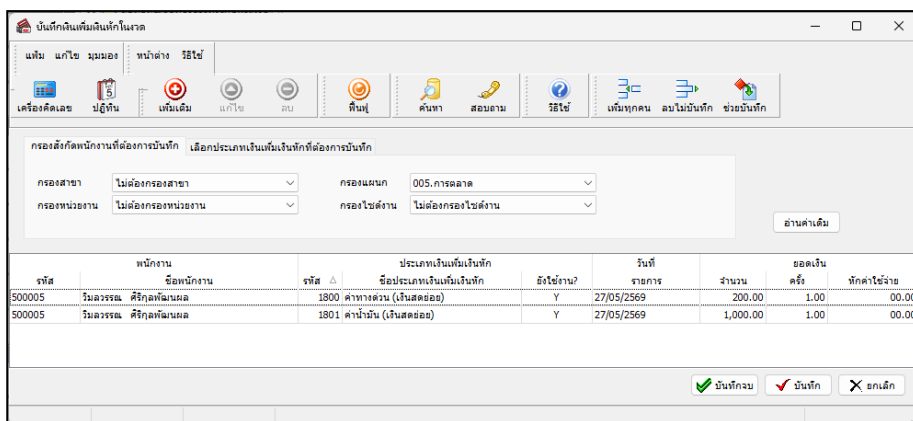 บันทึกเงินเพิ่มเงินหักในงวด
แฟ้ม แก้ไข มุมมอง หน้าต่าง วิธีใช้
เครื่องคิดเลข ปฏิทิน เพิ่มเติม แก้ไข ลบ ฟื้นฟู ค้นหา สอบถาม วิธีใช้ เพิ่มทุกคน ลบไม่บันทึก ช่วยบันทึก
กรองสังกัดพนักงานที่ต้องการบันทึก เลือกประเภทเงินเพิ่มเงินหักที่ต้องการบันทึก
กรองสาขา ไม่ต้องกรองสาขา กรองแผนก 005.การตลาด
กรองหน่วยงาน ไม่ต้องกรองหน่วยงาน กรองไซด์งาน ไม่ต้องกรองไซด์งาน
อ่านค่าเดิม
พนักงาน ประเภทเงินเพิ่มเงินหัก วันที่ ยอดเงิน
รหัส ชื่อพนักงาน รหัส ชื่อประเภทเงินเพิ่มเงินหัก ยังใช้งาน? รายการ จำนวน ครั้ง หักค่าใช้จ่าย
500005 วิมลวรรณ ศิริกุลพัฒนผล 1800 ค่าทางด่วน (เงินสดย่อย) Y 27/05/2569 200.00 1.00 00.00
500005 วิมลวรรณ ศิริกุลพัฒนผล 1801 ค่าน้ำมัน (เงินสดย่อย) Y 27/05/2569 1,000.00 1.00 00.00
บันทึกจบ บันทึก ยกเลิก